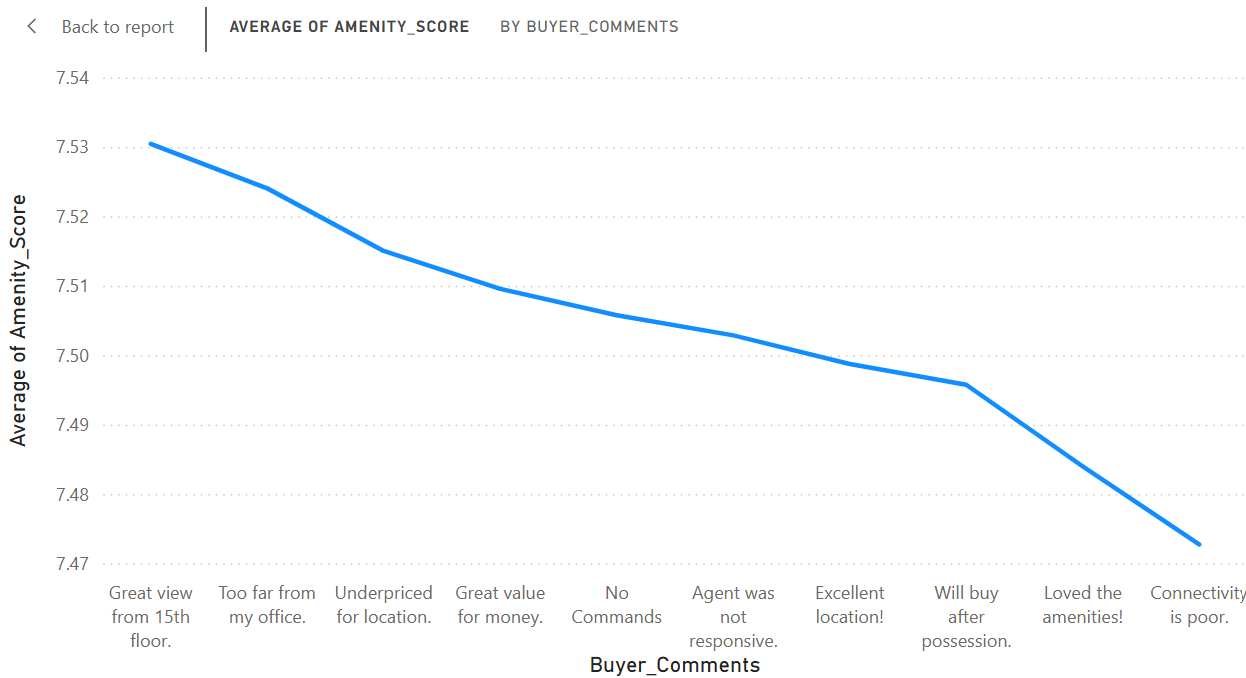 Back to report
AVERAGE OF AMENITY_SCORE
BY BUYER_COMMENTS
7.54
7.53
7.52
7.51
7.50
7.49
7.48
7.47
Average of Amenity_Score
Great view
from 15th
floor.
Too far from
my office.
Underpriced
for location.
Great value
for money.
No
Commands
Agent was
not
responsive.
Excellent
location!
Will buy
after
possession.
Loved the
amenities!
Connectivity
is poor.
Buyer_Comments